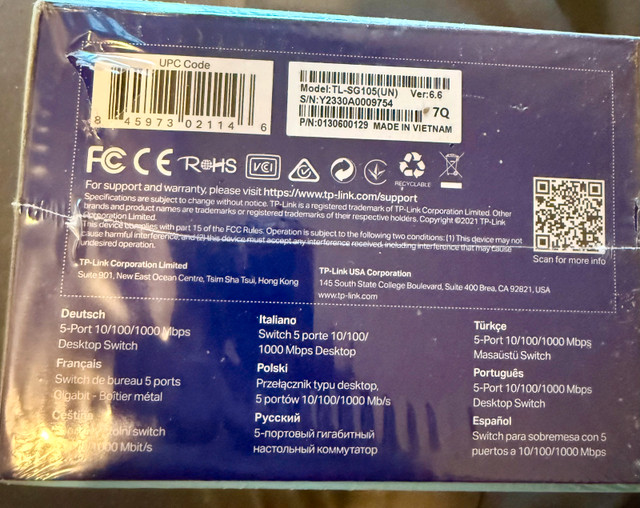 UPC Code
8 45973 02114 6
Model:TL-SG105(UN) Ver:6.6
S/N:Y2330A0009754
7Q
P/N:0130600129 MADE IN VIETNAM
FC CE RoHS VCI
RECYCLABLE
For support and warranty, please visit https://www.tp-link.com/support
Specifications are subject to change without notice. TP-Link is a registered trademark of TP-Link Corporation Limited. Other
brands and product names are trademarks or registered trademarks of their respective holders. Copyright ©2021 TP-Link
Corporation Limited.
This device complies with part 15 of the FCC Rules. Operation is subject to the following two conditions: (1) This device may not
cause harmful interference, and (2) this device must accept any interference received, including interference that may cause
undesired operation.
Scan for more info
TP-Link Corporation Limited
Suite 901, New East Ocean Centre, Tsim Sha Tsui, Hong Kong
TP-Link USA Corporation
145 South State College Boulevard, Suite 400 Brea, CA 92821, USA
www.tp-link.com
Deutsch
5-Port 10/100/1000 Mbps
Desktop Switch
Français
Switch de bureau 5 ports
Gigabit - Boîtier métal
Čeština
switch
Mbit/s
Italiano
Switch 5 porte 10/100/
1000 Mbps Desktop
Polski
Przełącznik typu desktop,
5 portów 10/100/1000 Mb/s
Русский
5-портовый гигабитный
настольный коммутатор
Türkçe
5-Port 10/100/1000 Mbps
Masaüstü Switch
Português
5-Port 10/100/1000 Mbps
Desktop Switch
Español
Switch para sobremesa con 5
puertos a 10/100/1000 Mbps